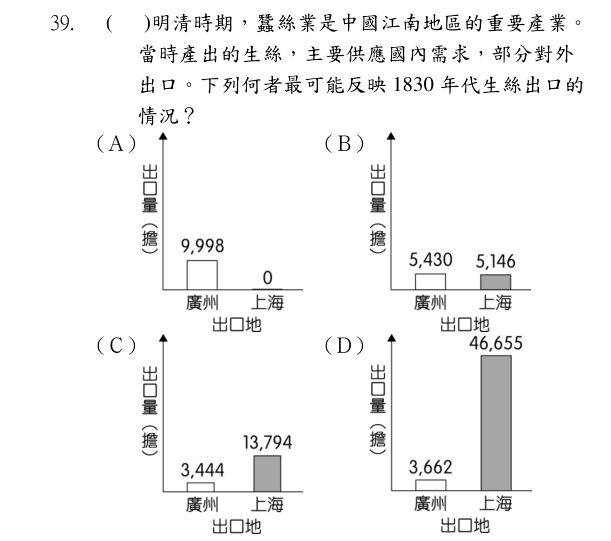 39. ( )明清時期，蠶絲業是中國江南地區的重要產業。
當時產出的生絲，主要供應國內需求，部分對外
出口。下列何者最可能反映 1830 年代生絲出口的
情況？
（A）
出口量（擔）
9,998
0
廣州 上海
出口地
（B）
出口量（擔）
5,430 5,146
廣州 上海
出口地
（C）
出口量（擔）
3,444
13,794
廣州 上海
出口地
（D）
出口量（擔）
3,662
46,655
廣州 上海
出口地